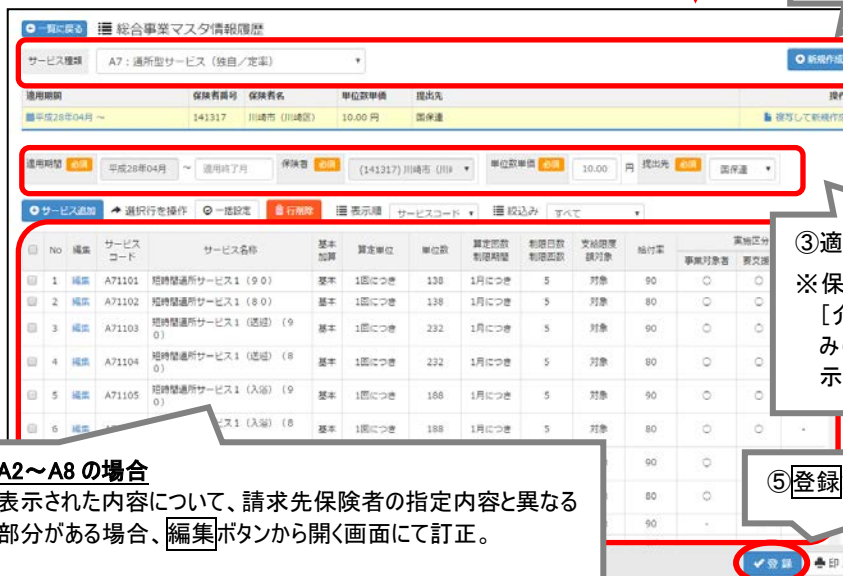 一覧に戻る 総合事業マスタ情報履歴
サービス種類 A7：通所型サービス（独自／定率） 新規作成
適用期間 保険者番号 保険者名 単位数単価 提出先 操作
平成28年04月 ～ 141317 川崎市（川崎区） 10.00 円 国保連 複写して新規作成
適用期間 必須 平成28年04月 ～ 適用終了月 保険者 必須 (141317)川崎市（川崎 単位数単価 必須 10.00 円 提出先 必須 国保連
サービス追加 選択行を操作 一括設定 行削除 表示順 サービスコード 絞込み すべて
No 編集 サービスコード サービス名称 基本加算 算定単位 単位数 算定回数制限期間 制限日数制限回数 支給限度額対象 給付率 実施区分
事業対象者 要支援
1 編集 A71101 短時間通所サービス1（90） 基本 1回につき 138 1月につき 5 対象 90 ○ ○
2 編集 A71102 短時間通所サービス1（80） 基本 1回につき 138 1月につき 5 対象 80 ○ ○
3 編集 A71103 短時間通所サービス1（送迎）（90） 基本 1回につき 232 1月につき 5 対象 90 ○ ○
4 編集 A71104 短時間通所サービス1（送迎）（80） 基本 1回につき 232 1月につき 5 対象 80 ○ ○
5 編集 A71105 短時間通所サービス1（入浴）（90） 基本 1回につき 188 1月につき 5 対象 90 ○ ○
6 編集 ビス1（入浴）（8 基本 1回につき 188 1月につき 5 対象 80 ○ ○ -
90 ○
80 ○
90 -
③適
※保
[介
み
示
A2～A8 の場合
表示された内容について、請求先保険者の指定内容と異なる
部分がある場合、編集ボタンから開く画面にて訂正。
⑤登録
登録 印